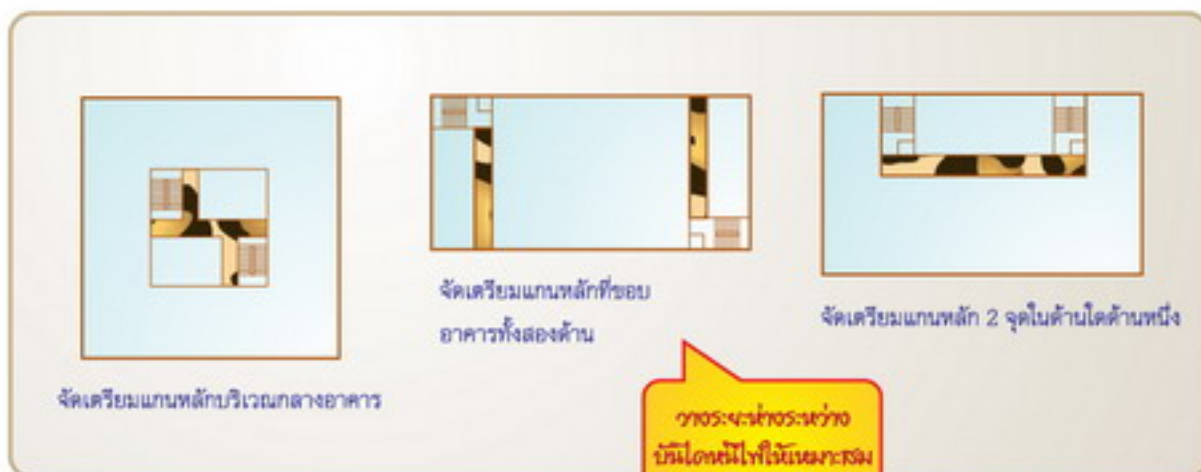 จัดเตรียมแกนหลักบริเวณกลางอาคาร
จัดเตรียมแกนหลักที่ขอบ
อาคารทั้งสองด้าน
จัดเตรียมแกนหลัก 2 จุดในด้านใดด้านหนึ่ง
วางระยะห่างระหว่าง
บันไดหนีไฟให้เหมาะสม